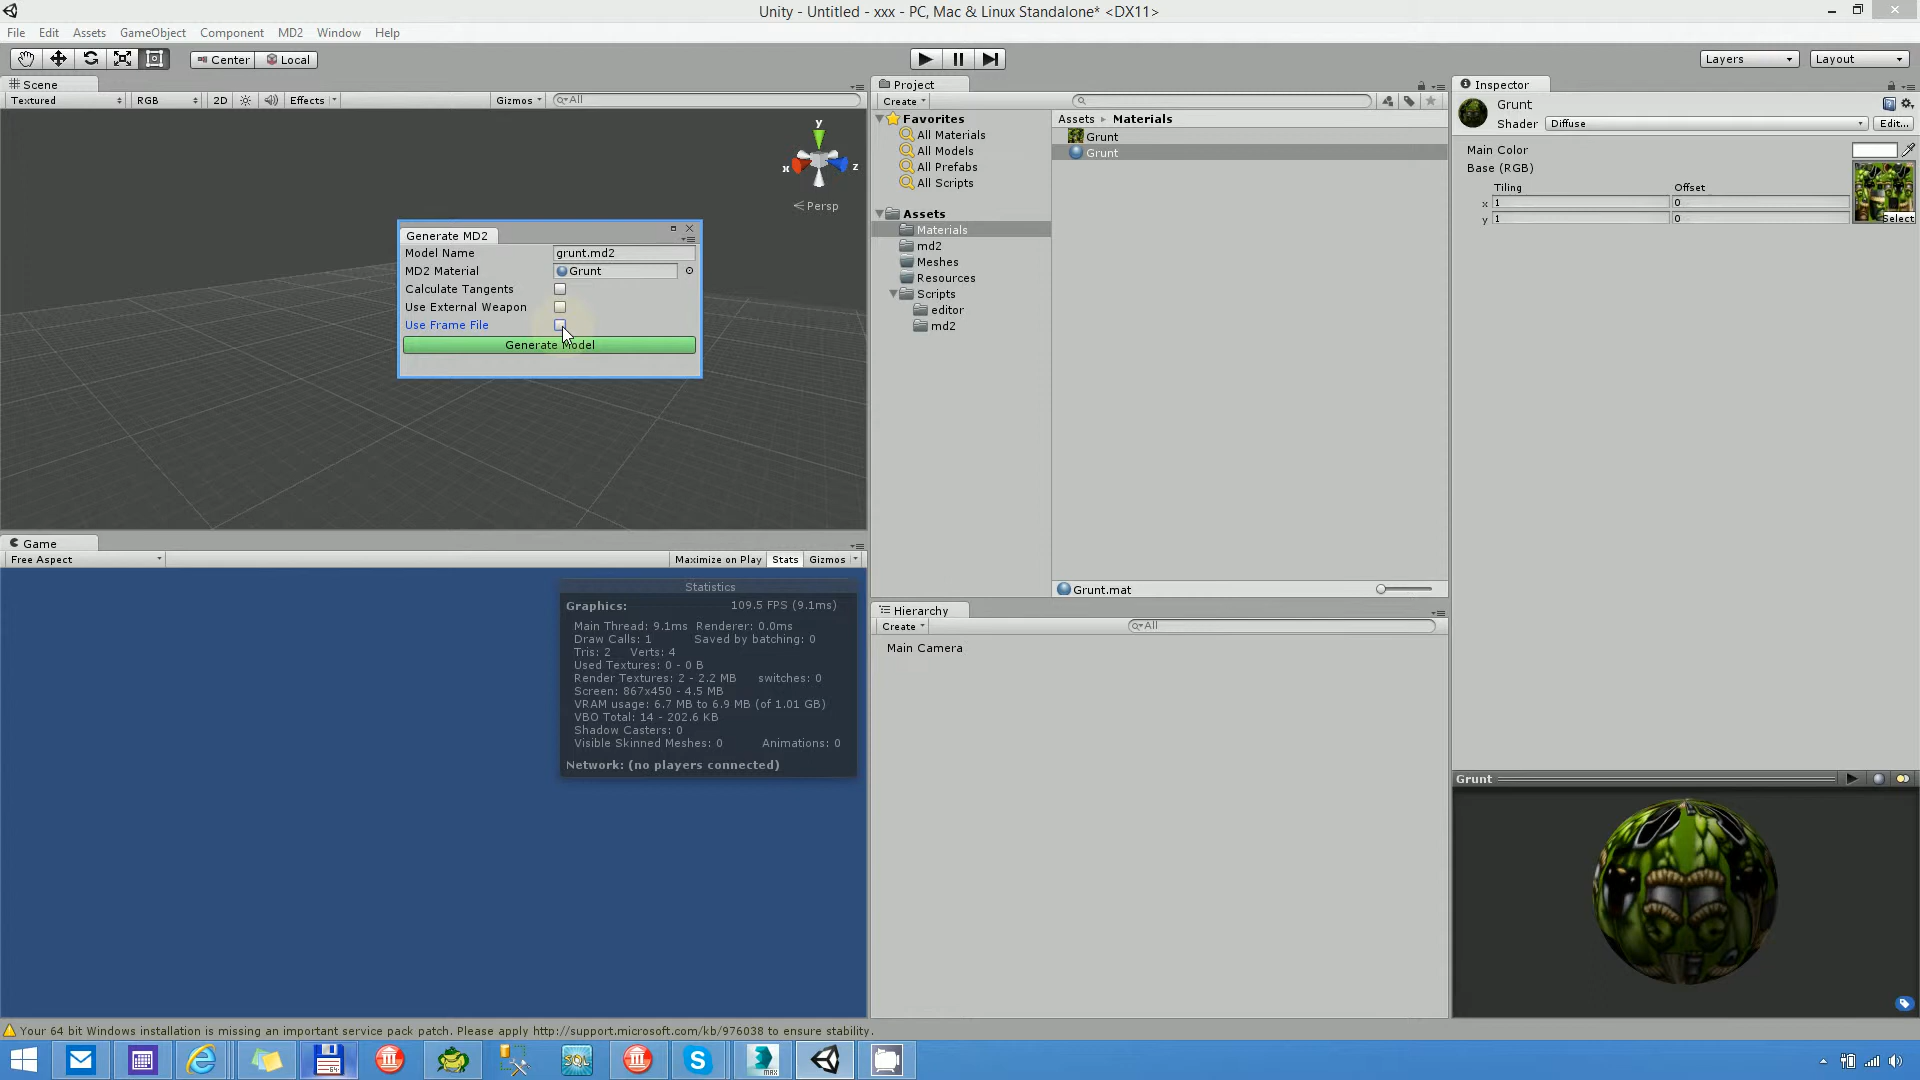 Unity - Untitled - xxx - PC, Mac & Linux Standalone* <DX11>
File Edit Assets GameObject Component MD2 Window Help
Center Local Layers Layout
Scene
Textured RGB 2D Effects Gizmos All
y
x z
Persp
Generate MD2
Model Name grunt.md2
MD2 Material Grunt
Calculate Tangents
Use External Weapon
Use Frame File
Generate Model
Game
Free Aspect Maximize on Play Stats Gizmos
Statistics
Graphics: 109.5 FPS (9.1ms)
Main Thread: 9.1ms Renderer: 0.0ms
Draw Calls: 1 Saved by batching: 0
Tris: 2 Verts: 4
Used Textures: 0 - 0 B
Render Textures: 2 - 2.2 MB switches: 0
Screen: 867x450 - 4.5 MB
VRAM usage: 6.7 MB to 6.9 MB (of 1.01 GB)
VBO Total: 14 - 202.6 KB
Shadow Casters: 0
Visible Skinned Meshes: 0 Animations: 0
Network: (no players connected)
Project
Create
Favorites
All Materials
All Models
All Prefabs
All Scripts
Assets
Materials
md2
Meshes
Resources
Scripts
editor
md2
Assets Materials
Grunt
Grunt
Grunt.mat
Hierarchy
Create All
Main Camera
Inspector
Grunt
Shader Diffuse Edit...
Main Color
Base (RGB)
Tiling Offset
x 1 0
y 1 0
Select
Grunt
Your 64 bit Windows installation is missing an important service pack patch. Please apply http://support.microsoft.com/kb/976038 to ensure stability.
64
SQL
S
MAX